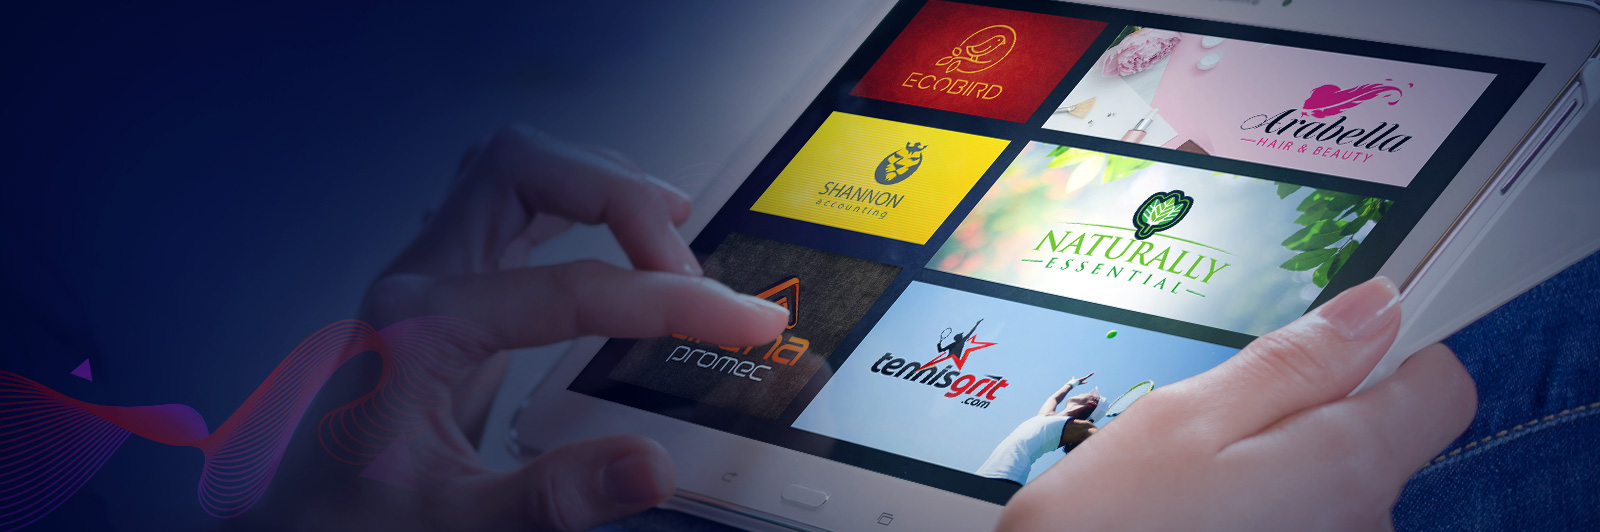 ECOBIRD
Arabella
HAIR & BEAUTY
SHANNON
accounting
NATURALLY
ESSENTIAL
promec
tennisgrit
.com